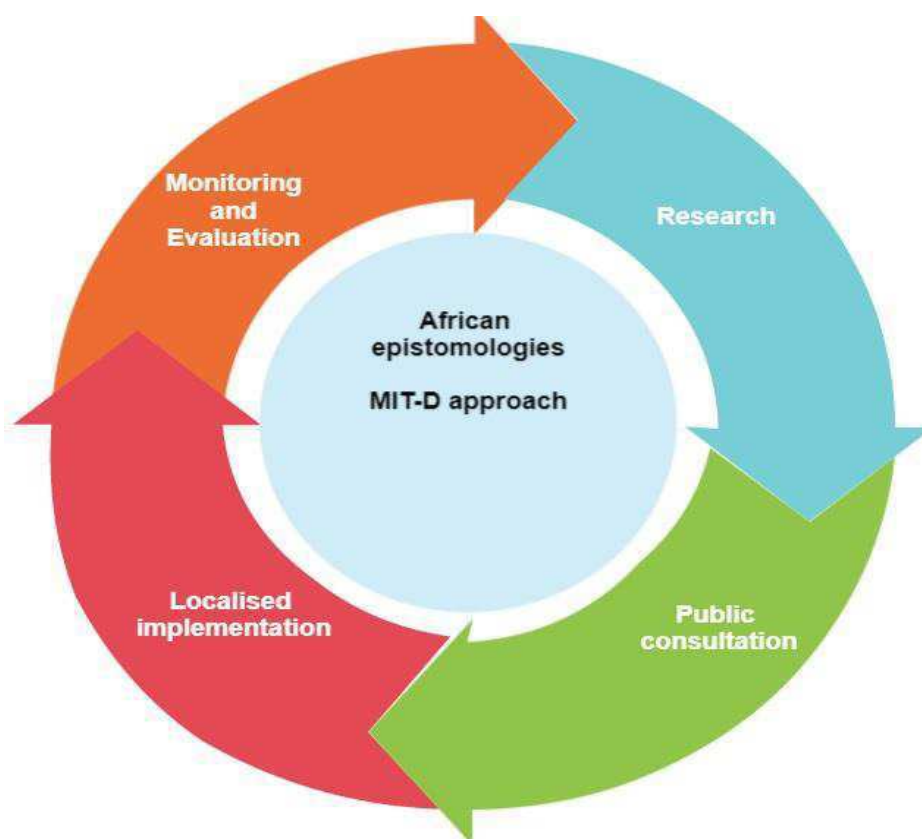 Monitoring
and
Evaluation
Research
African
epistomologies
MIT-D approach
Localised
implementation
Public
consultation